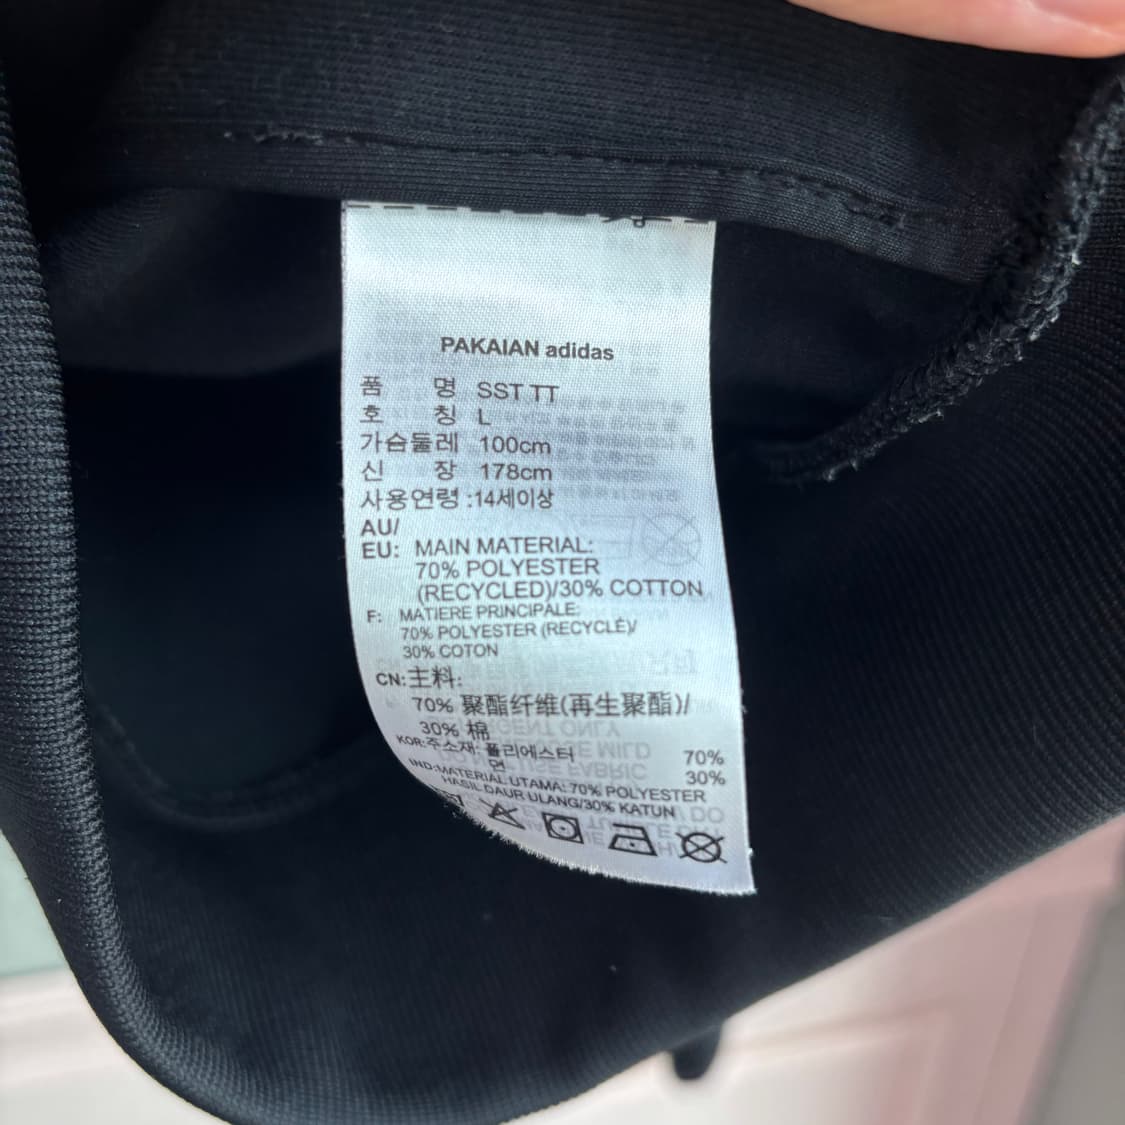 PAKAIAN adidas
품 명 SST TT
호 칭 L
가슴둘레 100cm
신 장 178cm
사용연령 :14세이상
AU/
EU: MAIN MATERIAL:
70% POLYESTER
(RECYCLED)/30% COTTON
F: MATIERE PRINCIPALE:
70% POLYESTER (RECYCLÉ)/
30% COTON
CN:主料:
70% 聚酯纤维(再生聚酯)/
30% 棉
KOR:주소재: 폴리에스터 70%
면 30%
IND:MATERIAL UTAMA: 70% POLYESTER
HASIL DAUR ULANG/30% KATUN